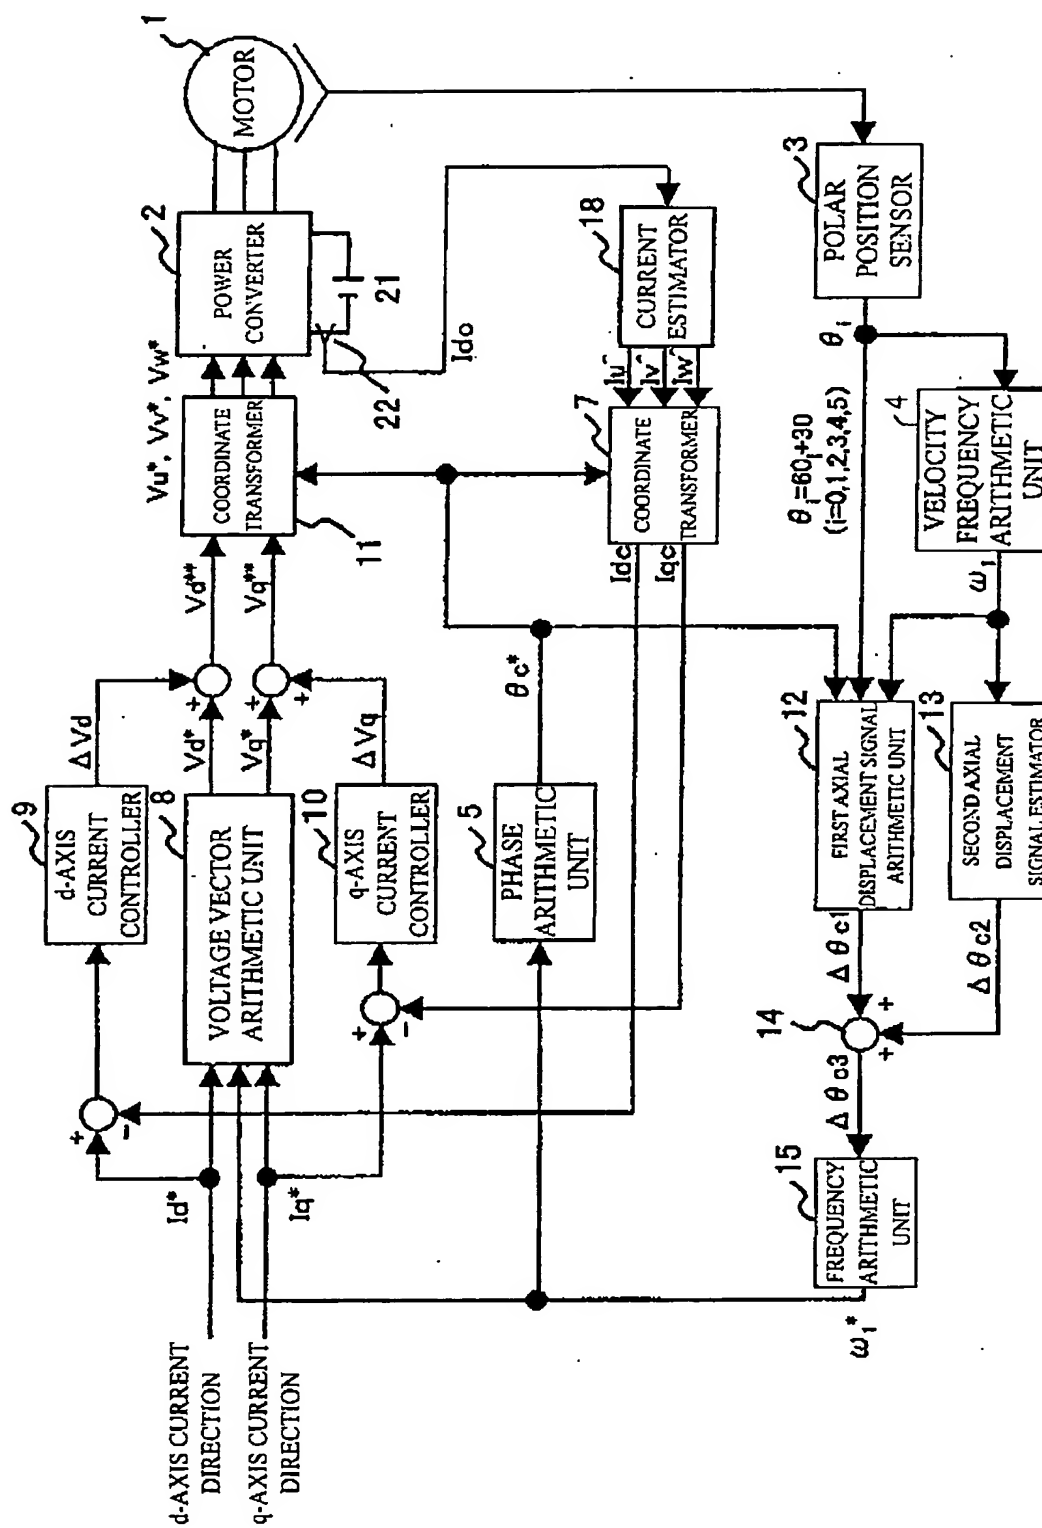 d-AXIS CURRENT
DIRECTION
q-AXIS CURRENT
DIRECTION
Id*
Iq*
+
-
9
d-AXIS
CURRENT
CONTROLLER
ΔVd
8
VOLTAGE VECTOR
ARITHMETIC UNIT
Vd*
Vq*
+
-
10
q-AXIS
CURRENT
CONTROLLER
ΔVq
+
+
+
Vd**
Vq**
COORDINATE
TRANSFORMER
11
Vu*, Vv*, Vw*
2
POWER
CONVERTER
21
22
1
MOTOR
Ido
18
CURRENT
ESTIMATOR
Iu^
Iv^
Iw^
7
COORDINATE
TRANSFORMER
Idc
Iqc
5
PHASE
ARITHMETIC
UNIT
θc*
3
POLAR
POSITION
SENSOR
θi
θi=60i+30
(i=0,1,2,3,4,5)
4
VELOCITY
FREQUENCY
ARITHMETIC
UNIT
ω1
12
FIRST AXIAL
DISPLACEMENT SIGNAL
ARITHMETIC UNIT
Δθc1
13
SECOND AXIAL
DISPLACEMENT
SIGNAL ESTIMATOR
Δθc2
14
+
+
Δθc3
15
FREQUENCY
ARITHMETIC
UNIT
ω1*